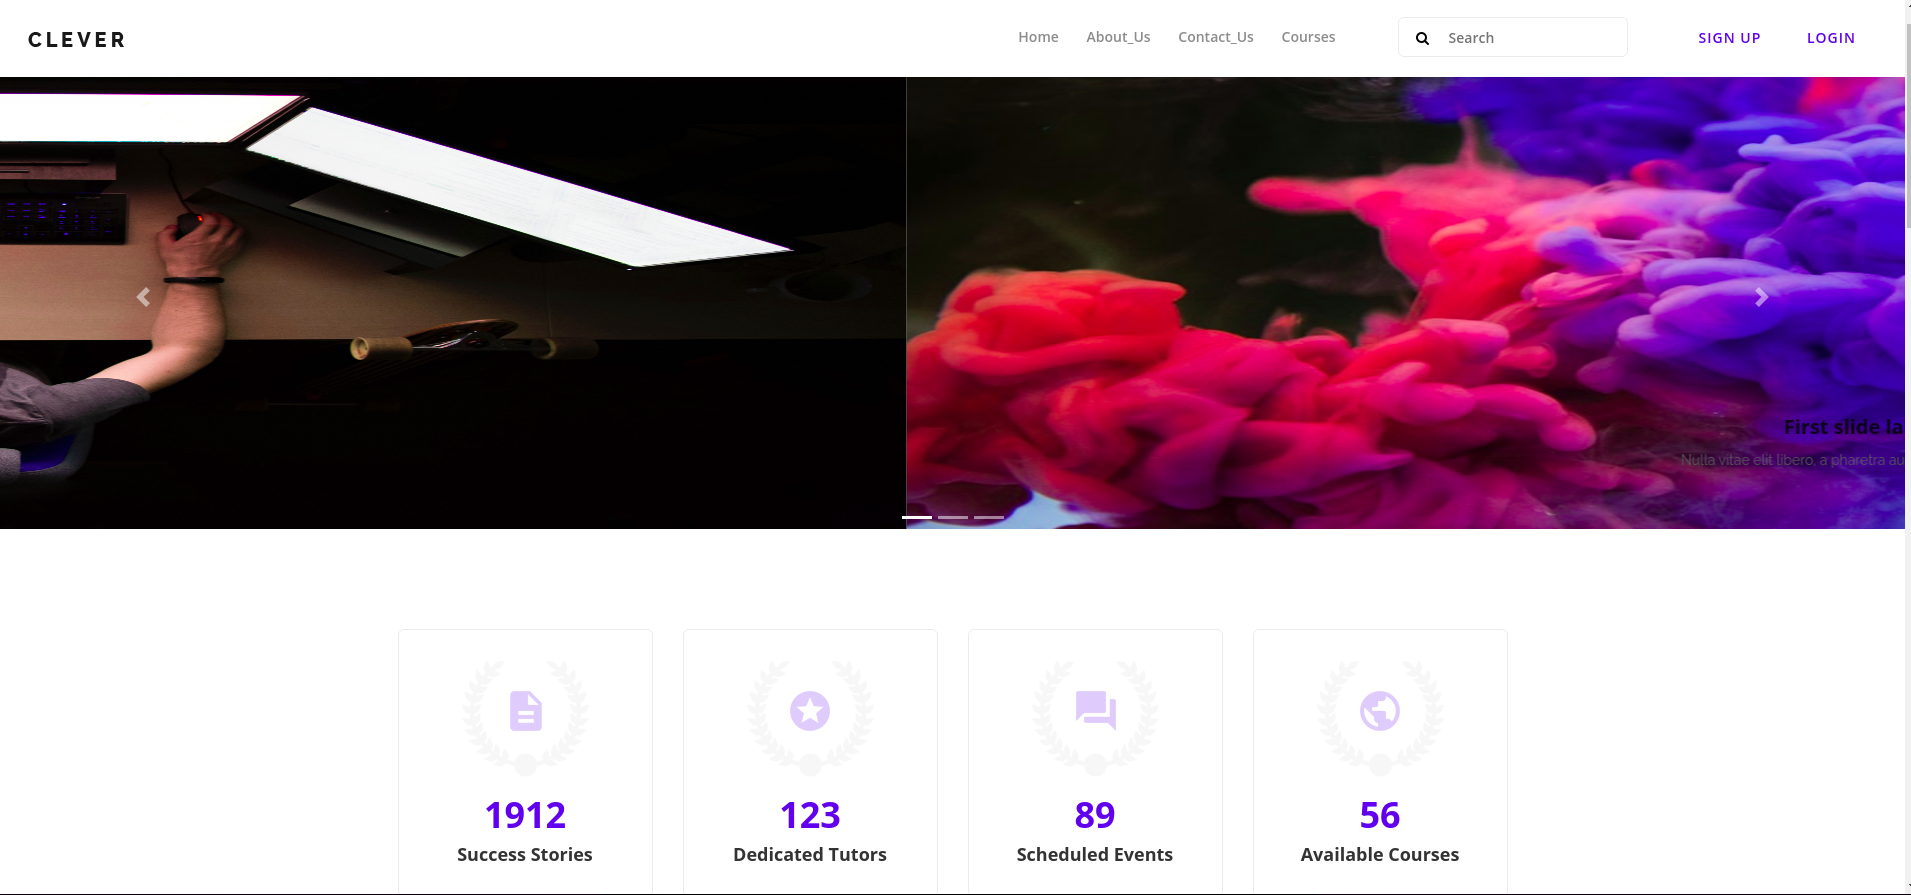 CLEVER
Home About_Us Contact_Us Courses Search SIGN UP LOGIN
First slide la
Nulla vitae elit libero, a pharetra au
1912
Success Stories
123
Dedicated Tutors
89
Scheduled Events
56
Available Courses